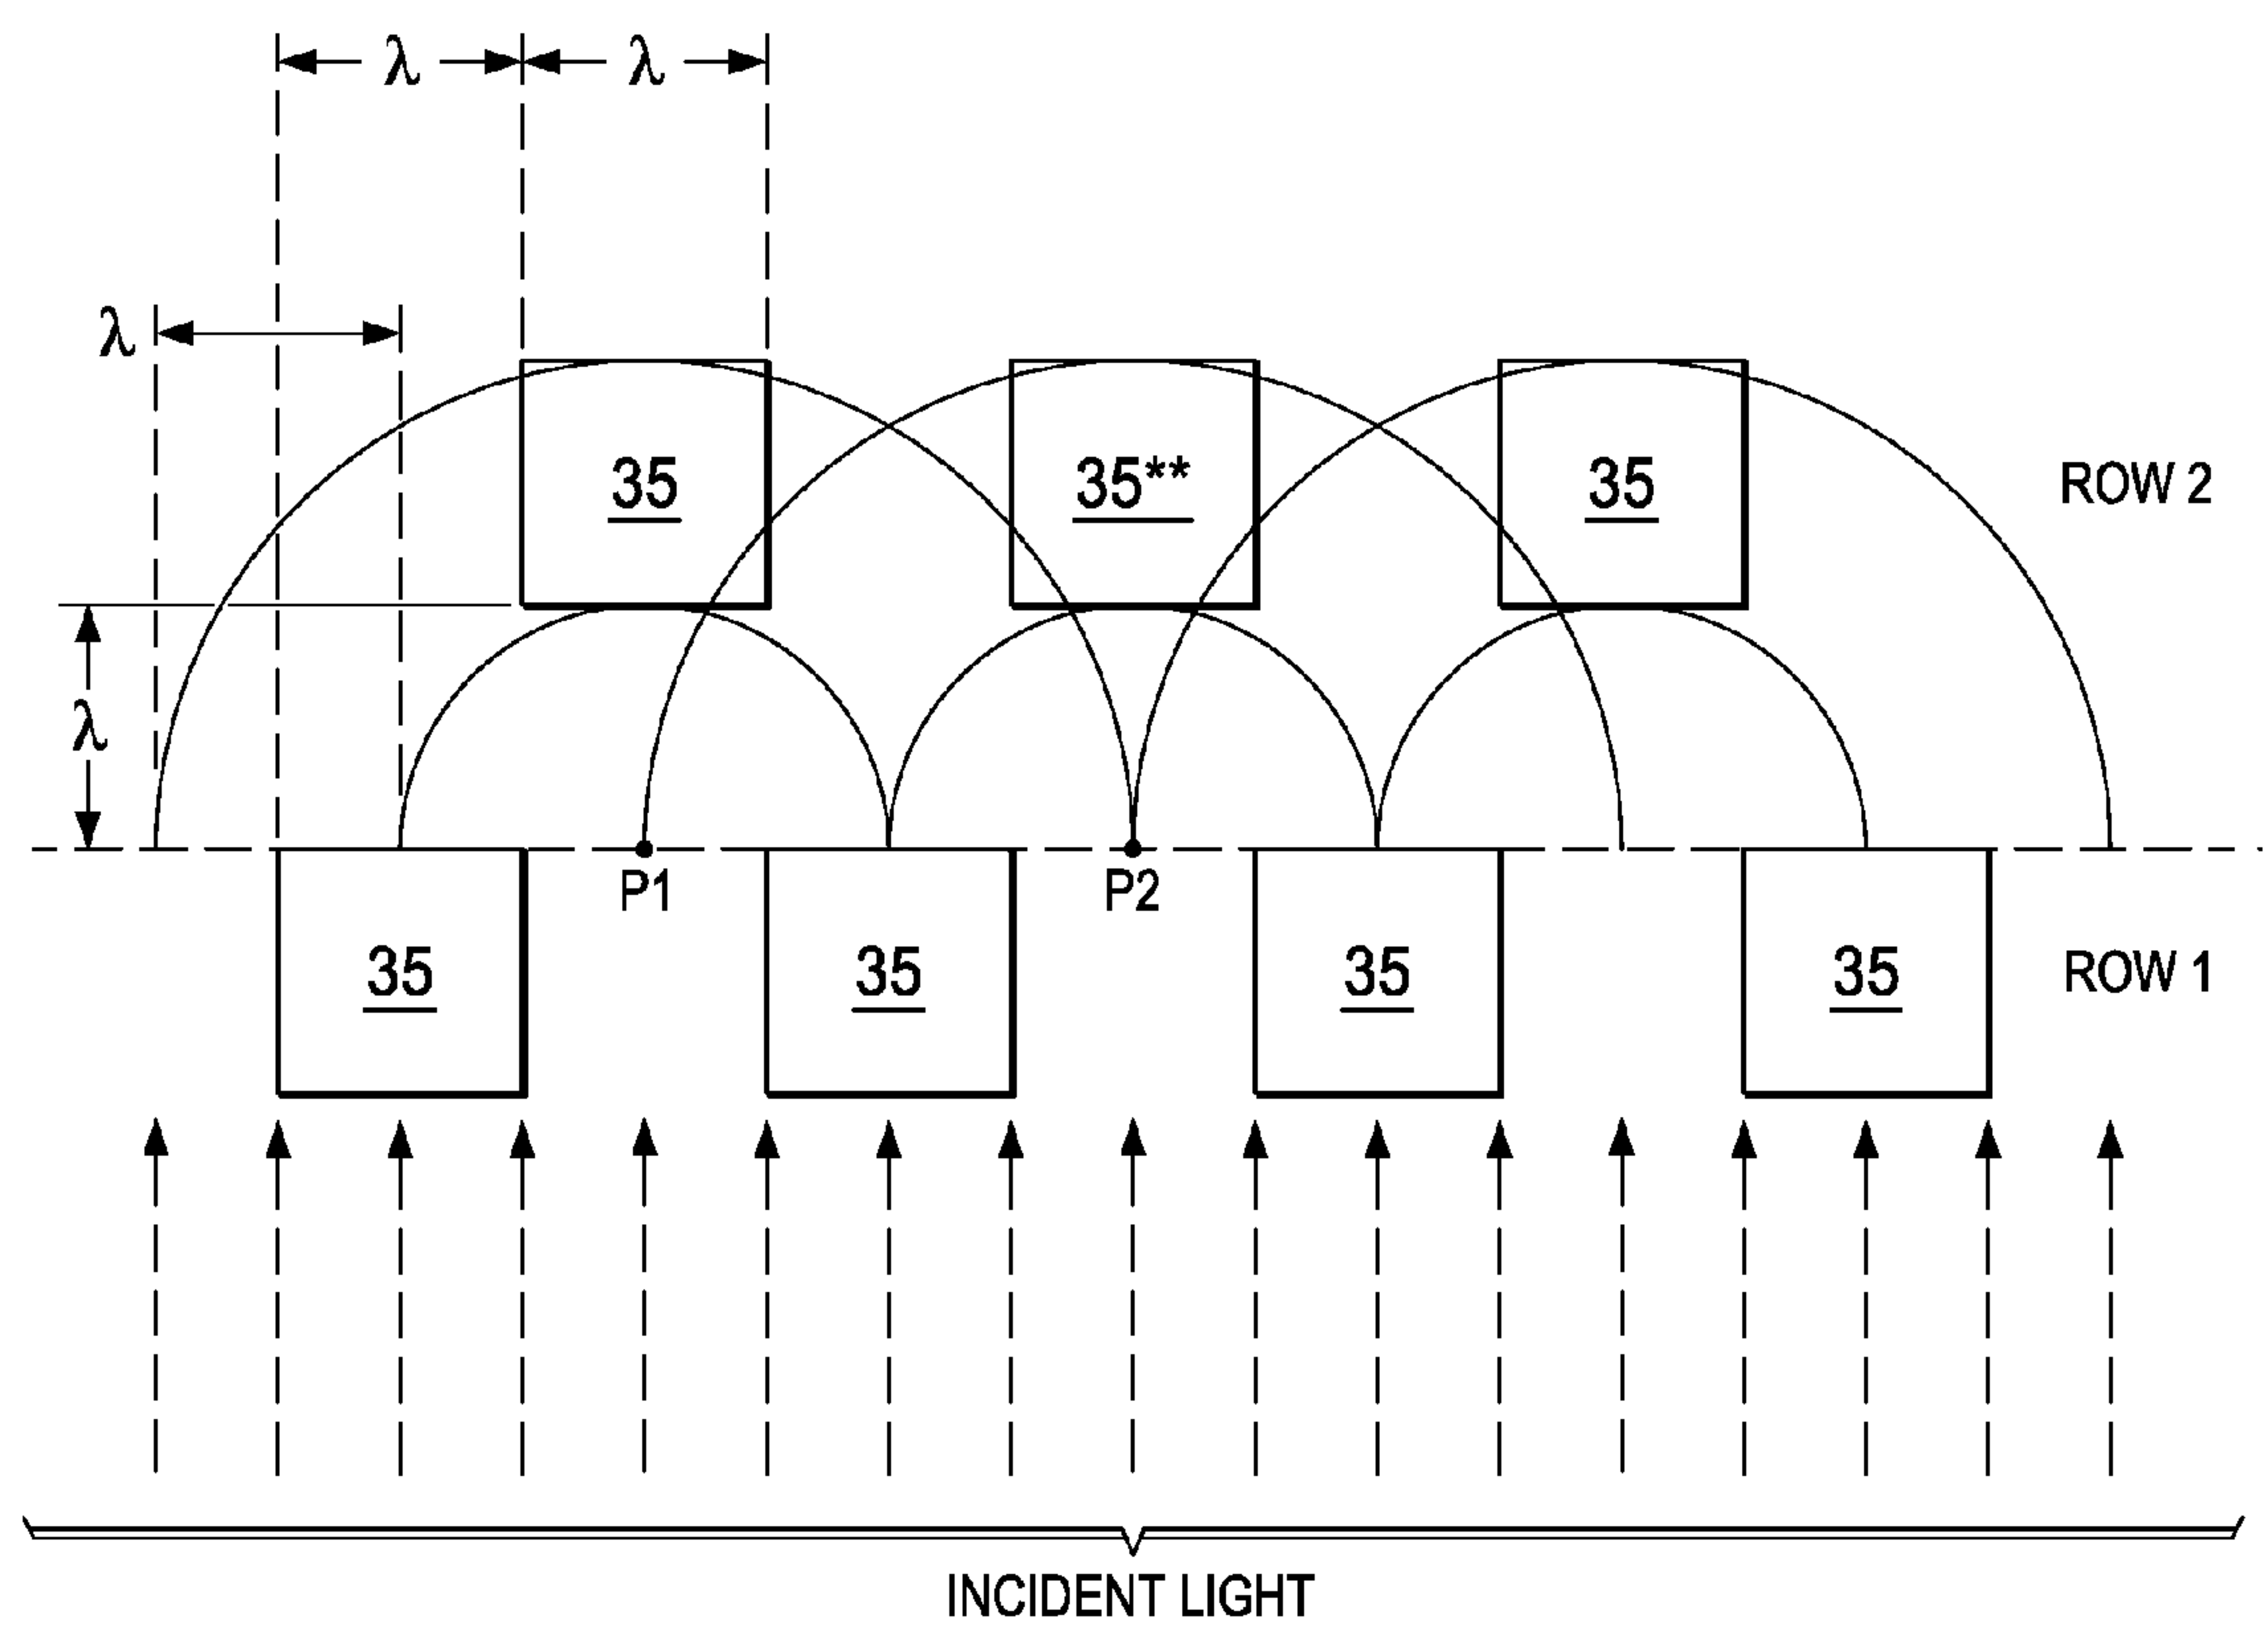 λ λ
λ
35 35** 35 ROW 2
λ
P1 P2
35 35 35 35 ROW 1
INCIDENT LIGHT